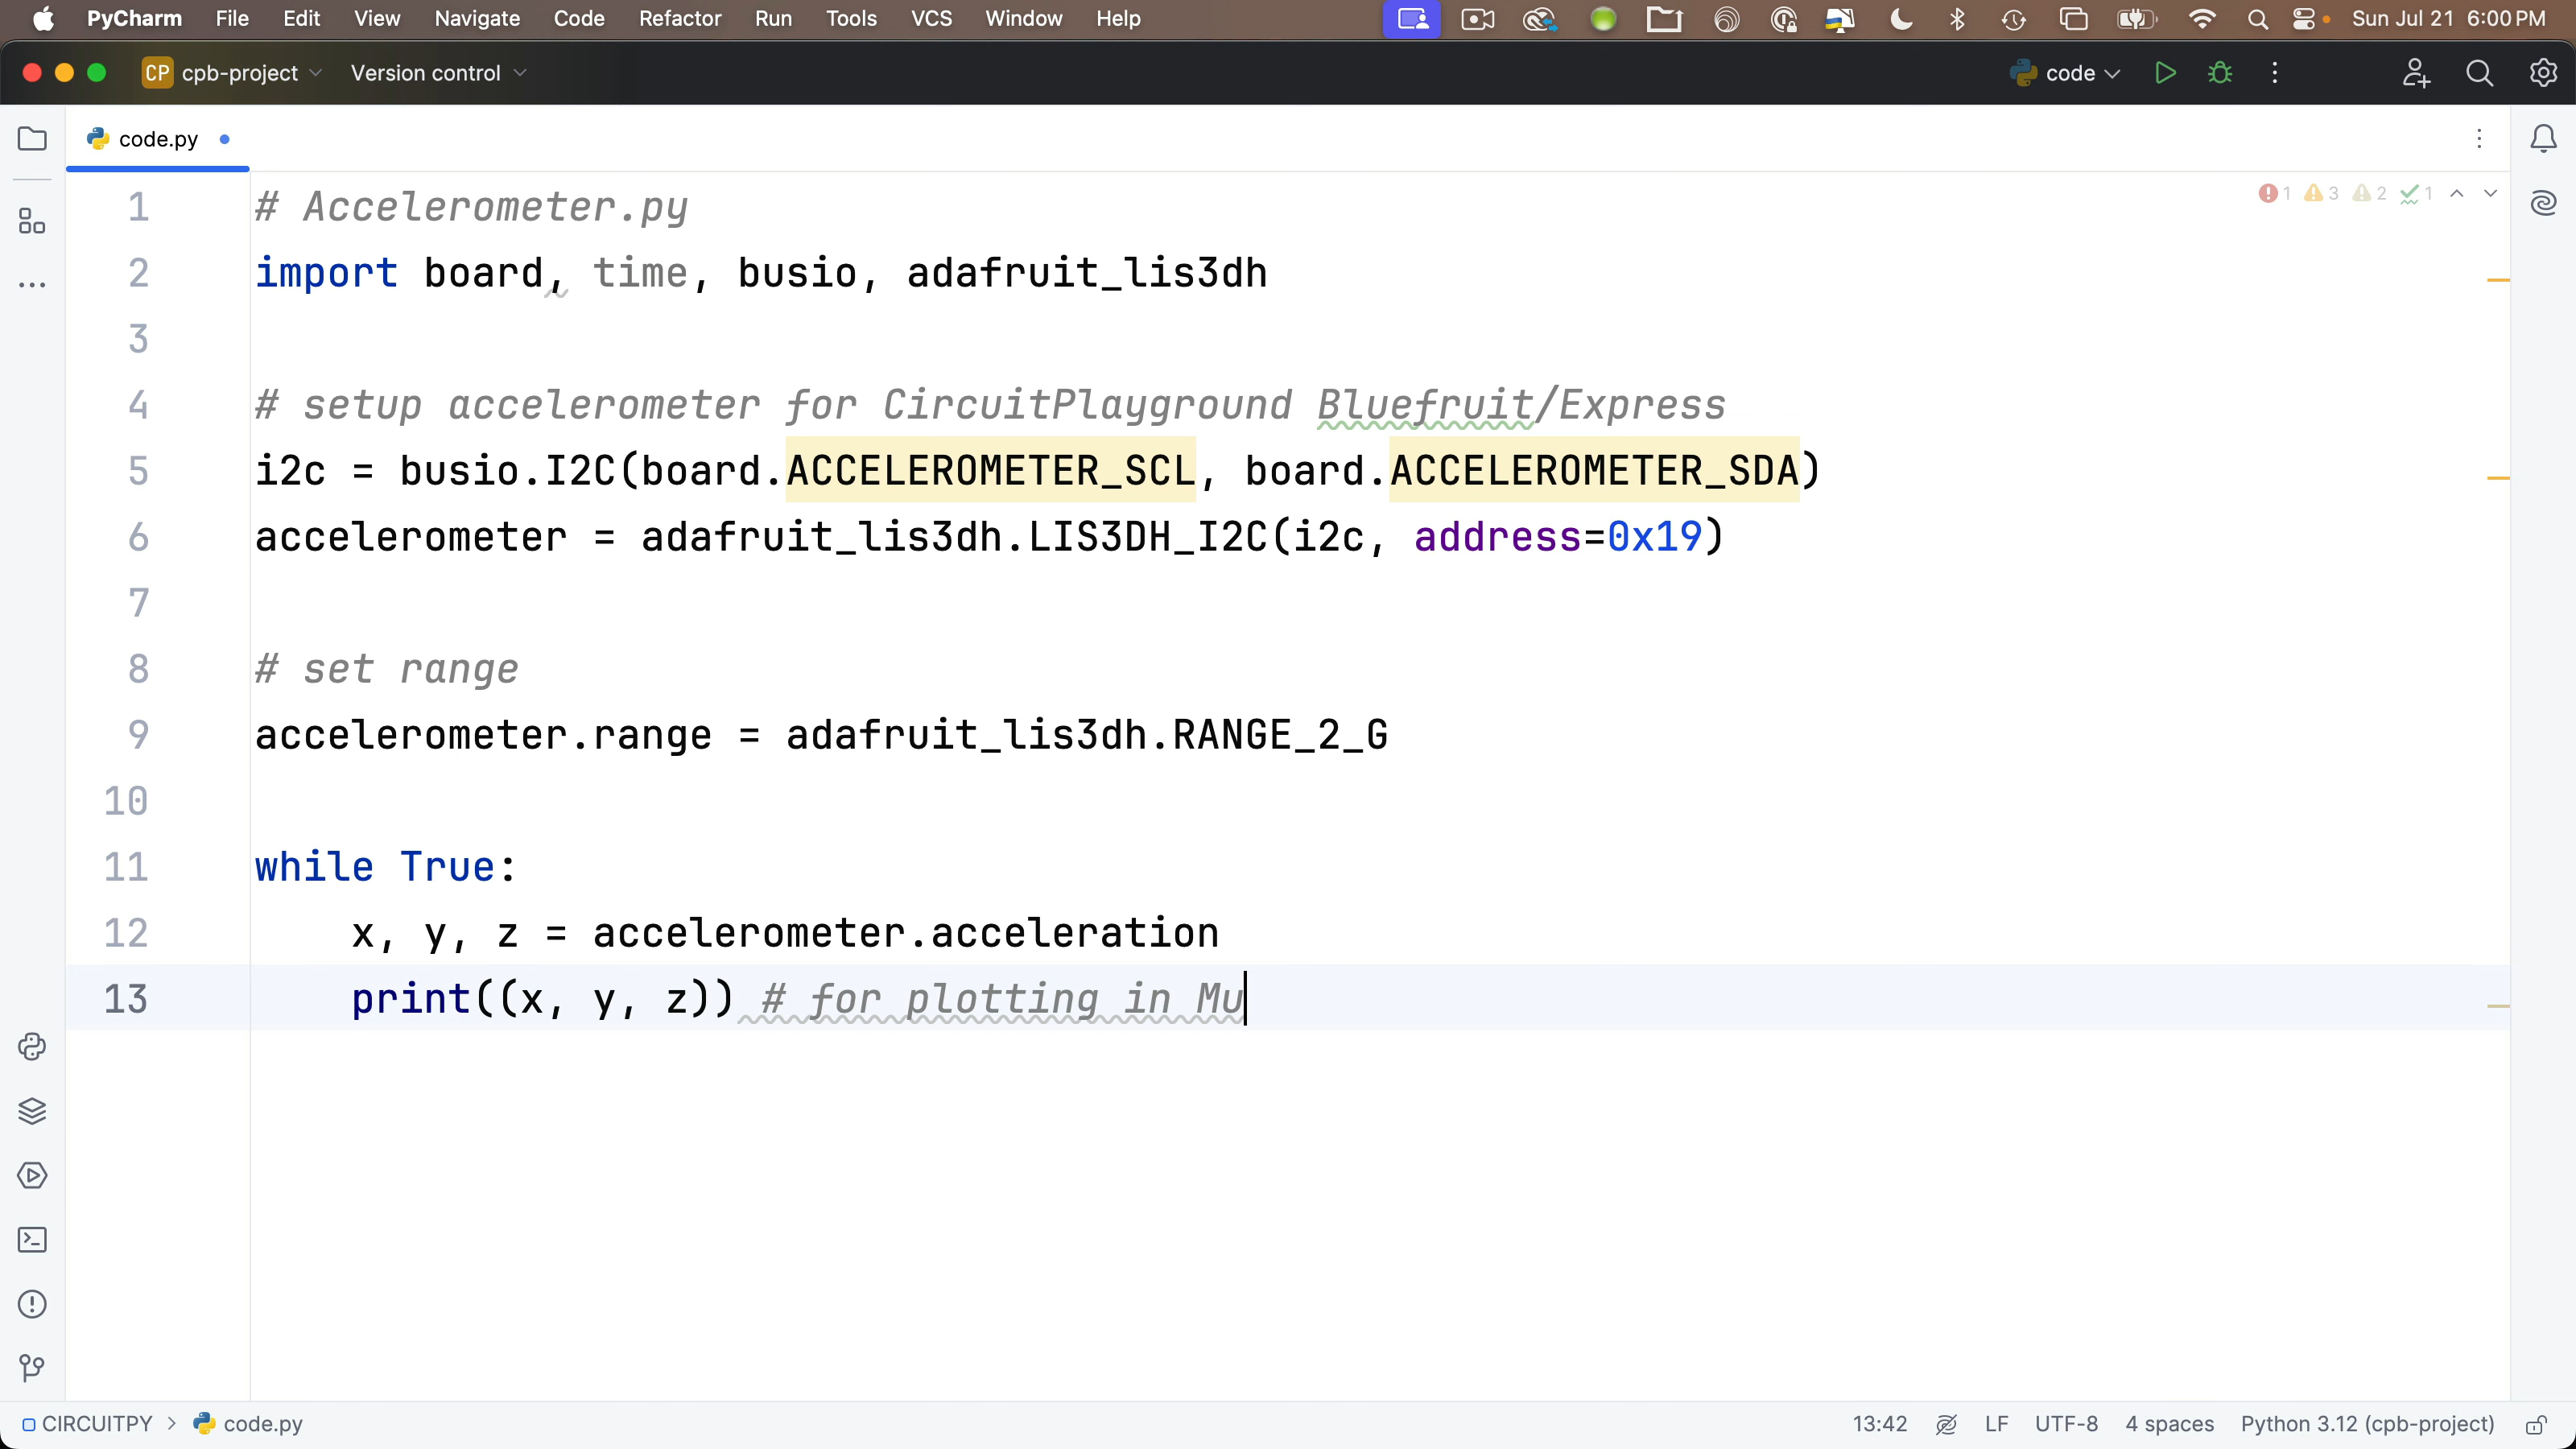 PyCharm File Edit View Navigate Code Refactor Run Tools VCS Window Help Sun Jul 21 6:00 PM
CP cpb-project Version control code
code.py
1 3 2 1
1 # Accelerometer.py
2 import board, time, busio, adafruit_lis3dh
3
4 # setup accelerometer for CircuitPlayground Bluefruit/Express
5 i2c = busio.I2C(board.ACCELEROMETER_SCL, board.ACCELEROMETER_SDA)
6 accelerometer = adafruit_lis3dh.LIS3DH_I2C(i2c, address=0x19)
7
8 # set range
9 accelerometer.range = adafruit_lis3dh.RANGE_2_G
10
11 while True:
12     x, y, z = accelerometer.acceleration
13     print((x, y, z)) # for plotting in Mu
CIRCUITPY > code.py 13:42 LF UTF-8 4 spaces Python 3.12 (cpb-project)